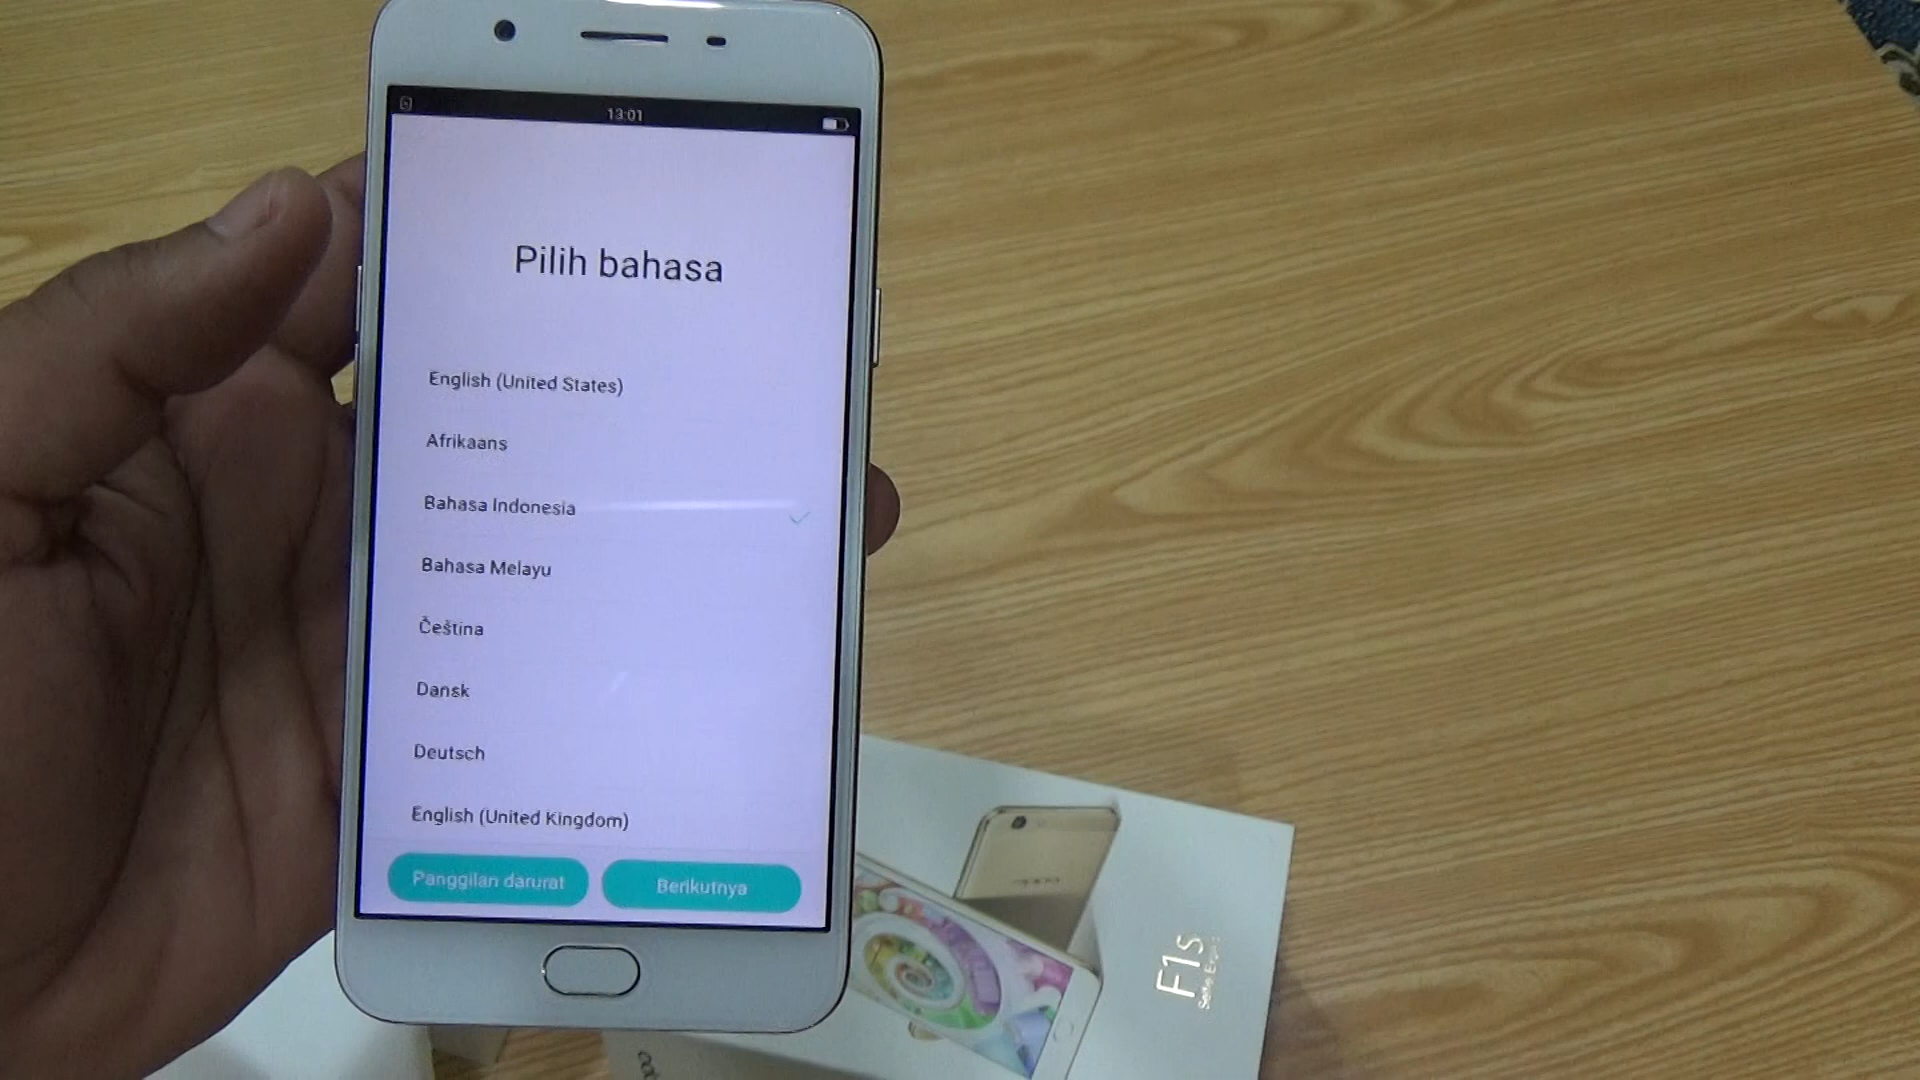 13:01
Pilih bahasa
English (United States)
Afrikaans
Bahasa Indonesia
Bahasa Melayu
Čeština
Dansk
Deutsch
English (United Kingdom)
Panggilan darurat
Berikutnya
F1s